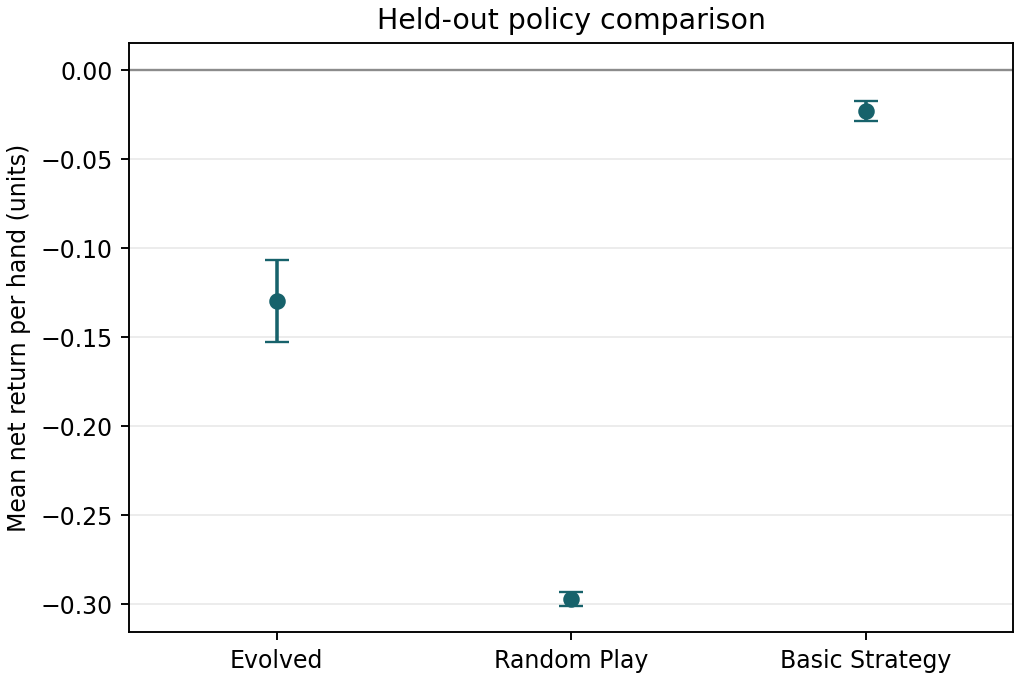 Held-out policy comparison
Mean net return per hand (units)
0.00
−0.05
−0.10
−0.15
−0.20
−0.25
−0.30
Evolved
Random Play
Basic Strategy